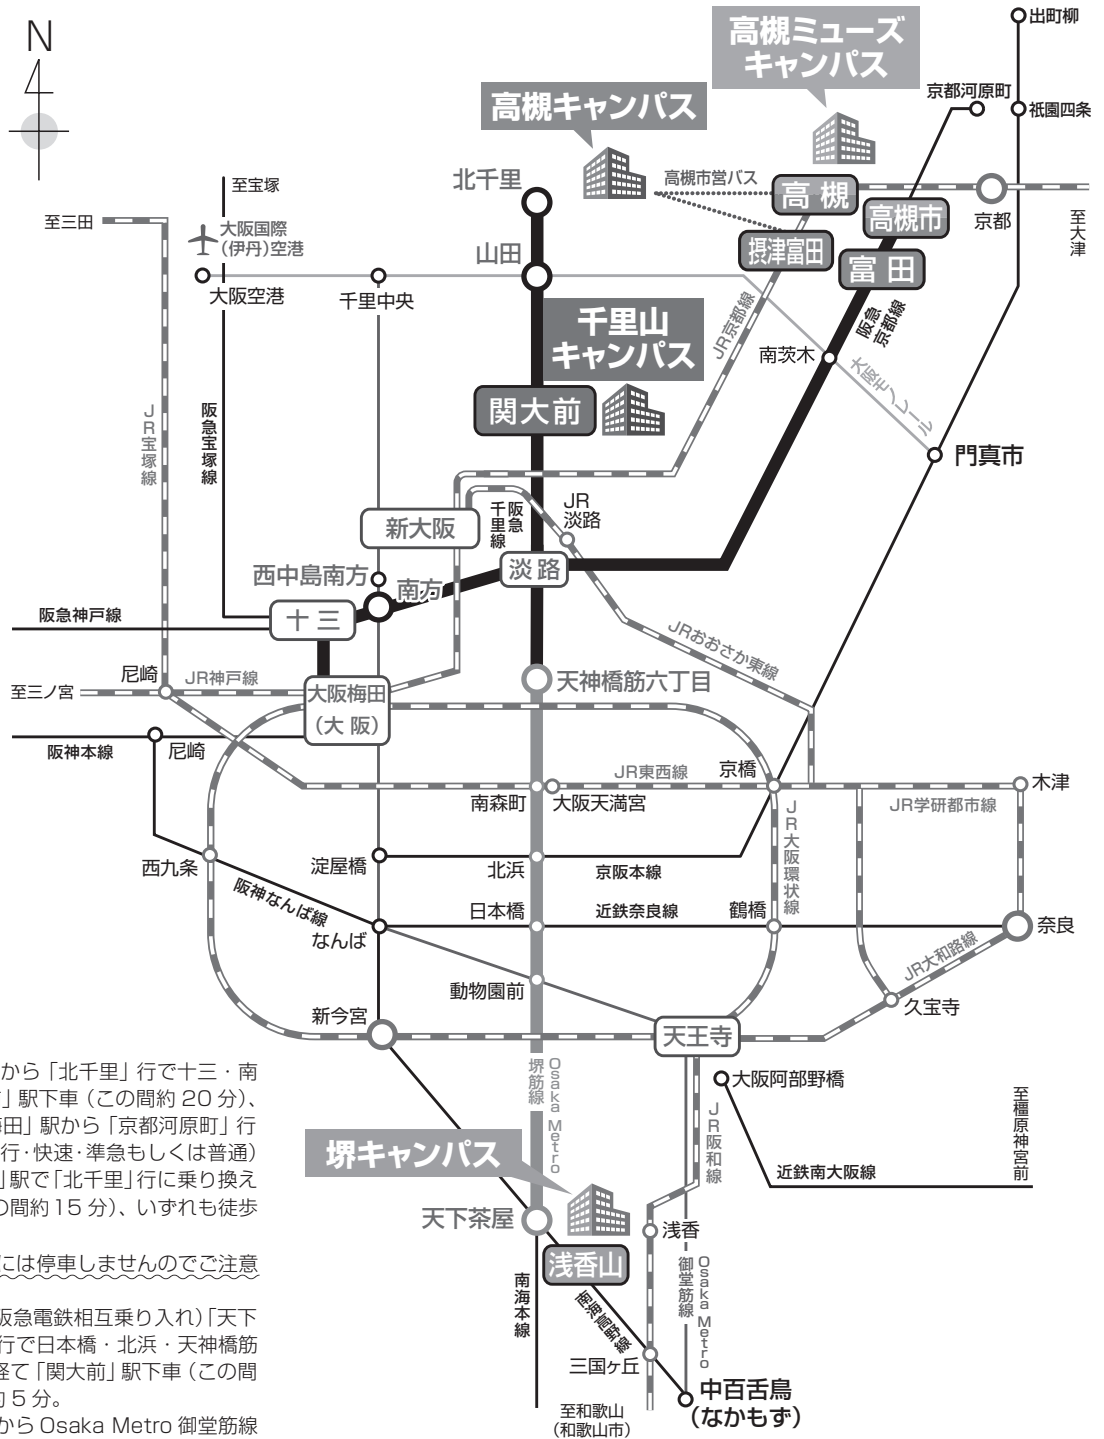 N
高槻ミューズ
キャンパス
高槻キャンパス
出町柳
京都河原町
祇園四条
北千里
高槻市営バス
高 槻
高槻市
京都
至大津
至宝塚
至三田
大阪国際
(伊丹)空港
山田
摂津富田
富 田
大阪空港
千里中央
千里山
キャンパス
JR京都線
阪急
京都線
南茨木
大阪モノレール
関大前
JR宝塚線
阪急宝塚線
門真市
新大阪
阪急
千里線
JR
淡路
西中島南方
南方
淡 路
阪急神戸線
十 三
JRおおさか東線
尼崎
JR神戸線
至三ノ宮
大阪梅田
(大 阪)
天神橋筋六丁目
阪神本線
尼崎
JR東西線
京橋
南森町
大阪天満宮
木津
JR学研都市線
JR大阪環状線
西九条
淀屋橋
北浜
京阪本線
阪神なんば線
日本橋
近鉄奈良線
鶴橋
なんば
奈良
JR大和路線
動物園前
新今宮
久宝寺
天王寺
から「北千里」行で十三・南
」駅下車(この間約 20 分)、
梅田」駅から「京都河原町」行
行・快速・準急もしくは普通)
」駅で「北千里」行に乗り換え
の間約15 分)、いずれも徒歩
には停車しませんのでご注意
阪急電鉄相互乗り入れ)「天下
行で日本橋・北浜・天神橋筋
経て「関大前」駅下車(この間
約 5 分。
から Osaka Metro 御堂筋線
Osaka Metro
堺筋線
大阪阿部野橋
JR阪和線
至橿原神宮前
近鉄南大阪線
堺キャンパス
天下茶屋
浅香
浅香山
Osaka Metro
御堂筋線
南海本線
南海高野線
三国ヶ丘
中百舌鳥
(なかもず)
至和歌山
(和歌山市)